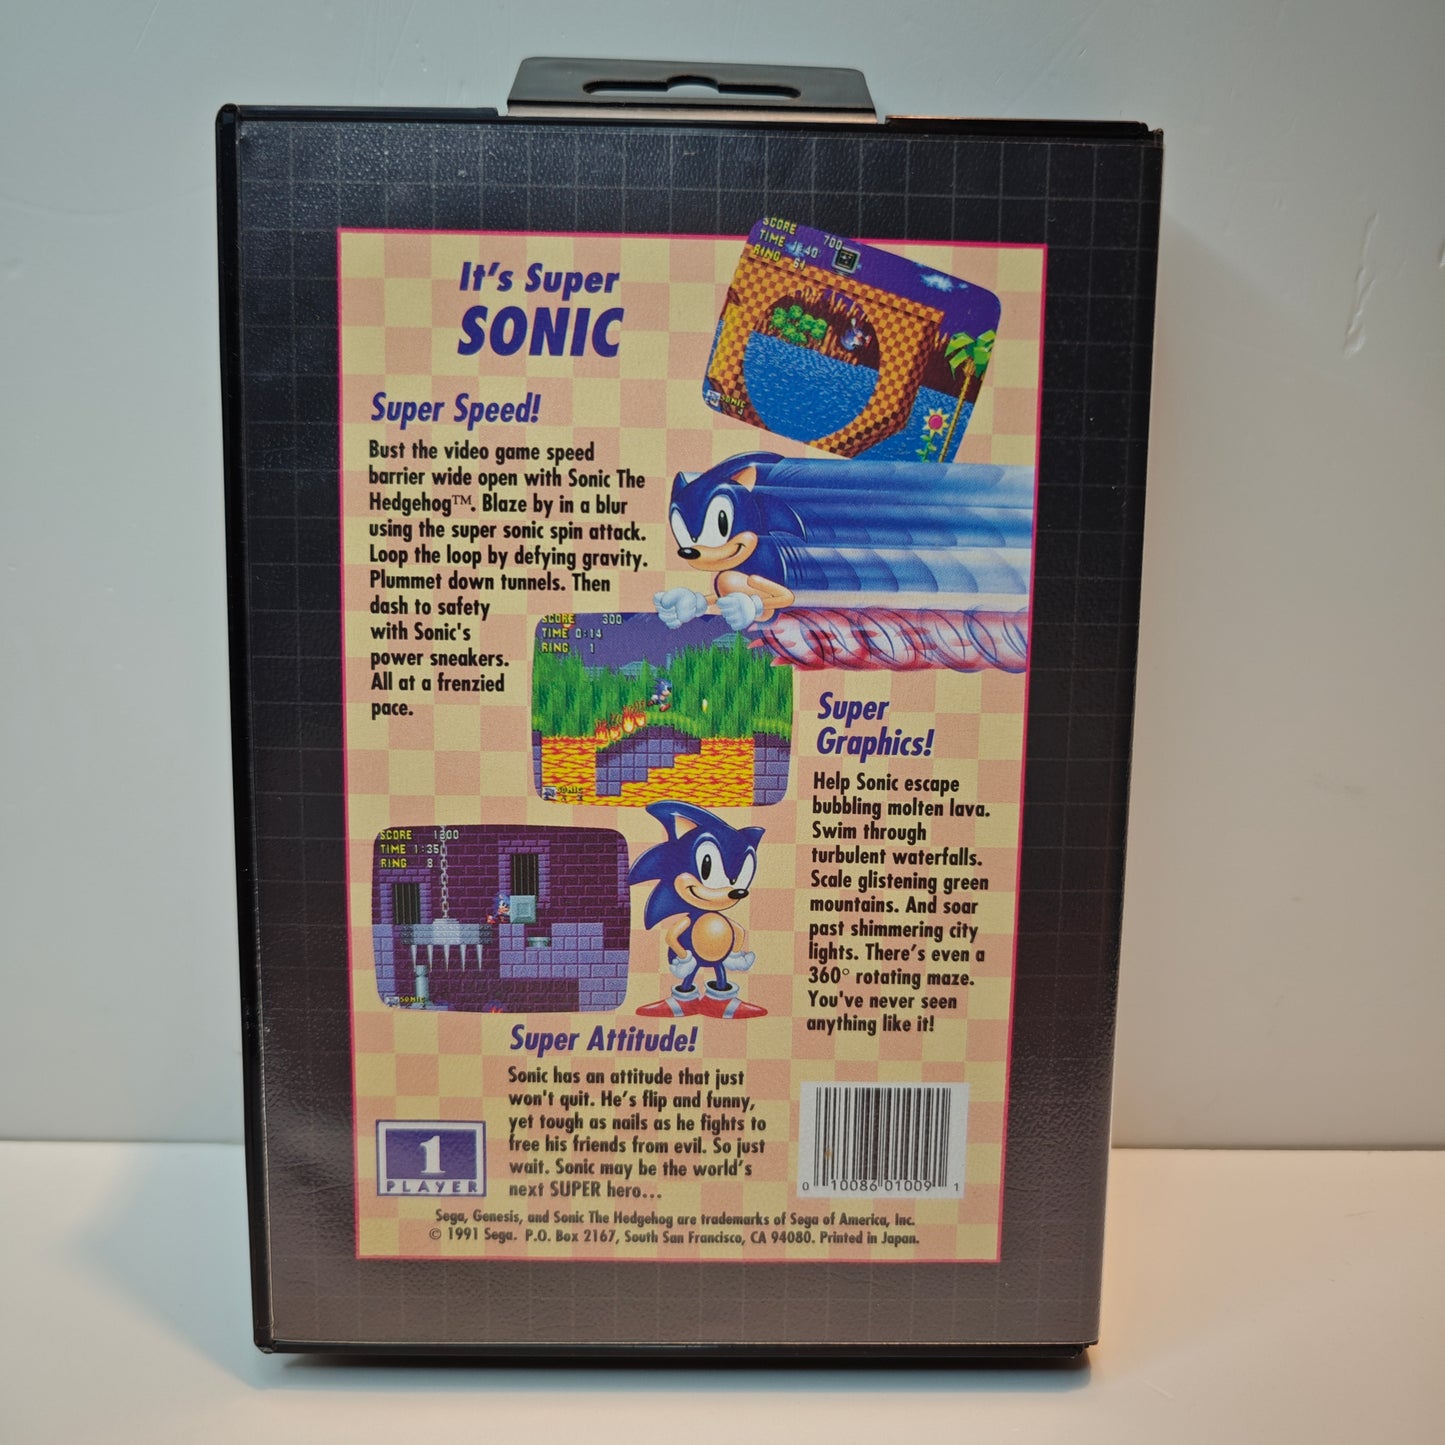 It's Super
SONIC
SCORE 700
TIME 1:40
RING 61
SONIC
Super Speed!
Bust the video game speed
barrier wide open with Sonic The
Hedgehog™. Blaze by in a blur
using the super sonic spin attack.
Loop the loop by defying gravity.
Plummet down tunnels. Then
dash to safety
with Sonic's
power sneakers.
All at a frenzied
pace.
SCORE 300
TIME 0:14
RING 1
SONIC
Super
Graphics!
Help Sonic escape
bubbling molten lava.
Swim through
turbulent waterfalls.
Scale glistening green
mountains. And soar
past shimmering city
lights. There's even a
360° rotating maze.
You've never seen
anything like it!
SCORE 1200
TIME 1:35
RING 8
SONIC
Super Attitude!
Sonic has an attitude that just
won't quit. He's flip and funny,
yet tough as nails as he fights to
free his friends from evil. So just
wait. Sonic may be the world's
next SUPER hero...
1
PLAYER
0 10086 01009 1
Sega, Genesis, and Sonic The Hedgehog are trademarks of Sega of America, Inc.
© 1991 Sega. P.O. Box 2167, South San Francisco, CA 94080. Printed in Japan.